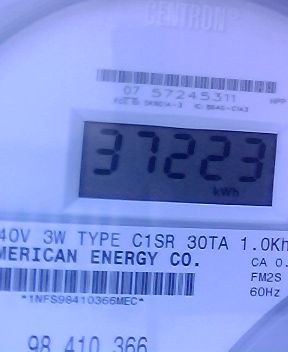 CENTRON®
07 57245311
HPP
37223
kWh
40V 3W TYPE C1SR 30TA 1.0Kh
MERICAN ENERGY CO.
CA 0.
FM2S
60Hz
*1NFS98410366MEC*
98 410 366